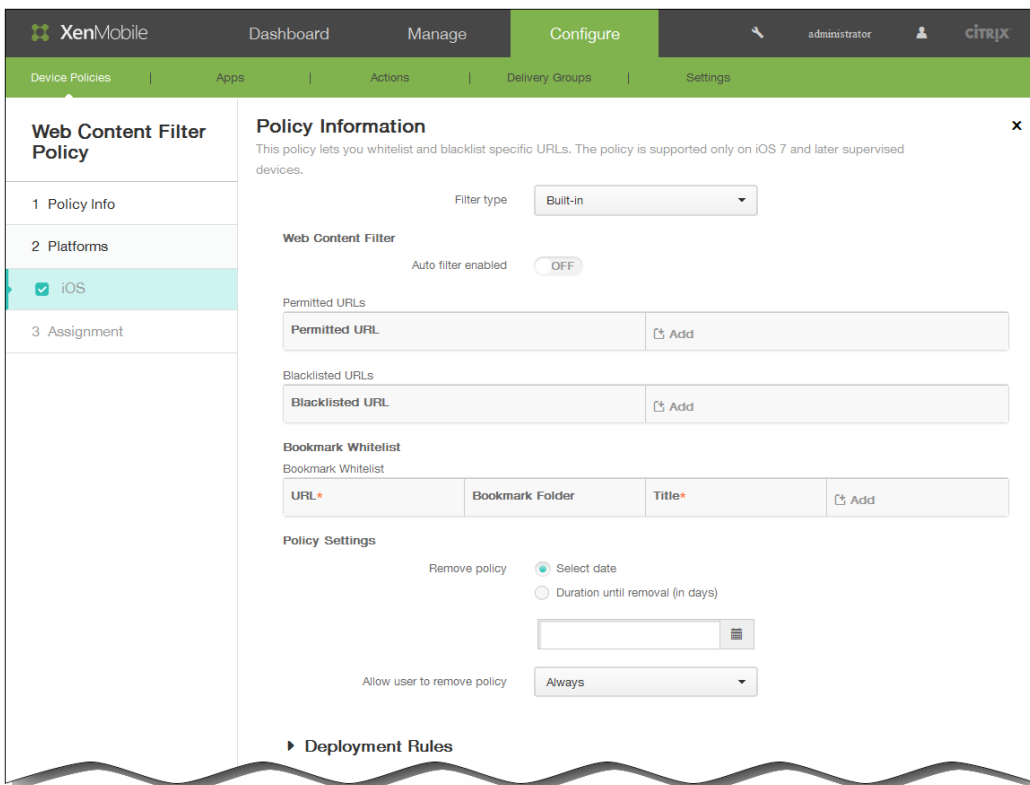 XenMobile Dashboard Manage Configure administrator CITRIX
Device Policies | Apps | Actions | Delivery Groups | Settings
Web Content Filter
Policy
1 Policy Info
2 Platforms
iOS
3 Assignment
Policy Information
x
This policy lets you whitelist and blacklist specific URLs. The policy is supported only on iOS 7 and later supervised
devices.
Filter type Built-in
Web Content Filter
Auto filter enabled OFF
Permitted URLs
Permitted URL Add
Blacklisted URLs
Blacklisted URL Add
Bookmark Whitelist
Bookmark Whitelist
URL* Bookmark Folder Title* Add
Policy Settings
Remove policy Select date
Duration until removal (in days)
Allow user to remove policy Always
Deployment Rules